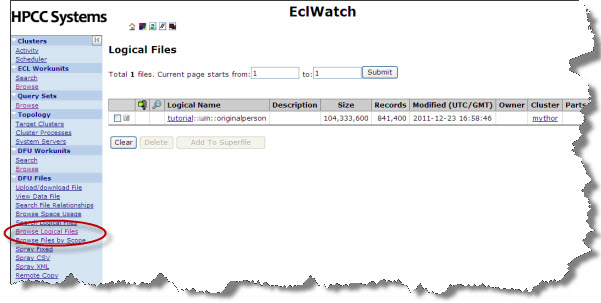 HPCC Systems
EclWatch
Clusters
Activity
Scheduler
ECL Workunits
Search
Browse
Query Sets
Browse
Topology
Target Clusters
Cluster Processes
System Servers
DFU Workunits
Search
Browse
DFU Files
Upload/download File
View Data File
Search File Relationships
Browse Space Usage
Search Logical Files
Browse Logical Files
Browse Files by Scope
Spray Fixed
Spray CSV
Spray XML
Remote Copy
Logical Files
Total 1 files. Current page starts from: 1 to: 1 Submit
Logical Name Description Size Records Modified (UTC/GMT) Owner Cluster Parts
tutorial:: :originalperson 104,333,600 841,400 2011-12-23 16:58:46 mythor
Clear Delete Add To Superfile